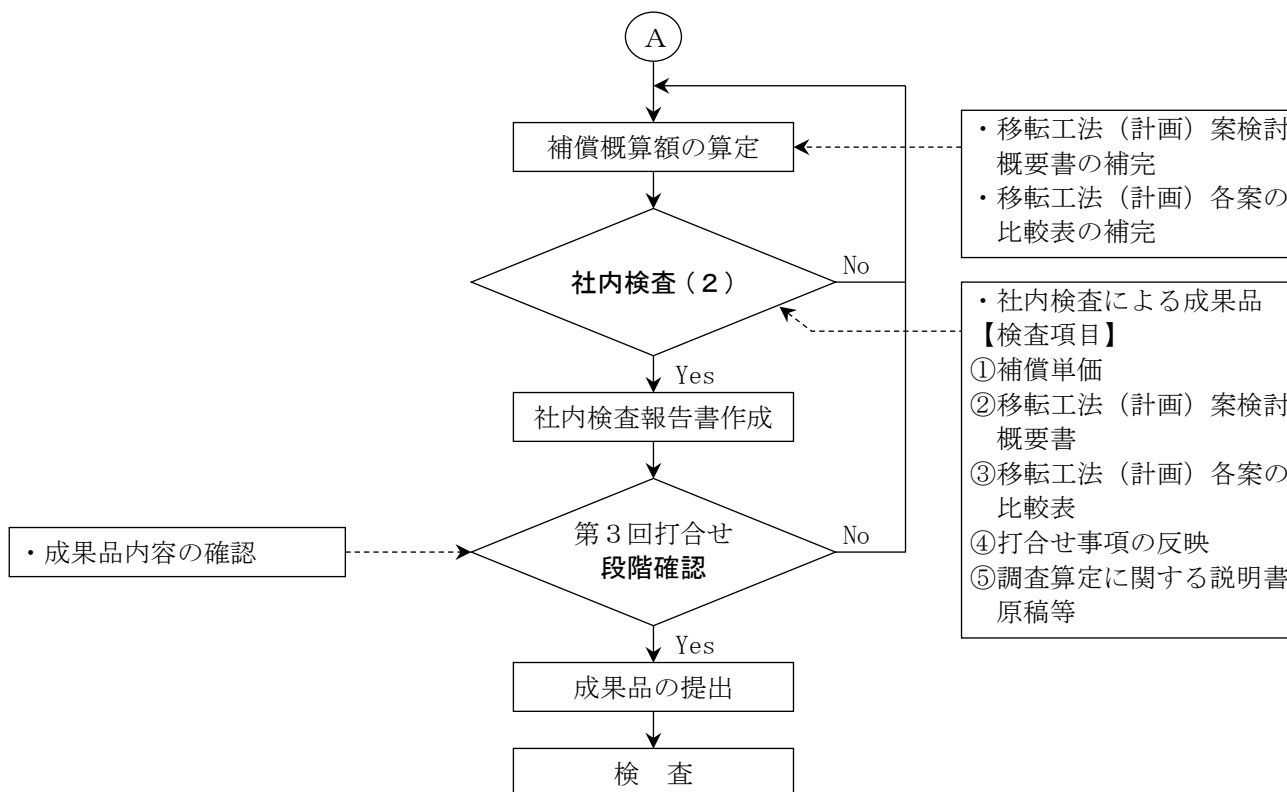 A
補償概算額の算定
・移転工法（計画）案検討
概要書の補完
・移転工法（計画）各案の
比較表の補完
社内検査（２）
No
Yes
・社内検査による成果品
【検査項目】
①補償単価
②移転工法（計画）案検討
概要書
③移転工法（計画）各案の
比較表
④打合せ事項の反映
⑤調査算定に関する説明書
原稿等
社内検査報告書作成
・成果品内容の確認
第３回打合せ
段階確認
No
Yes
成果品の提出
検　査